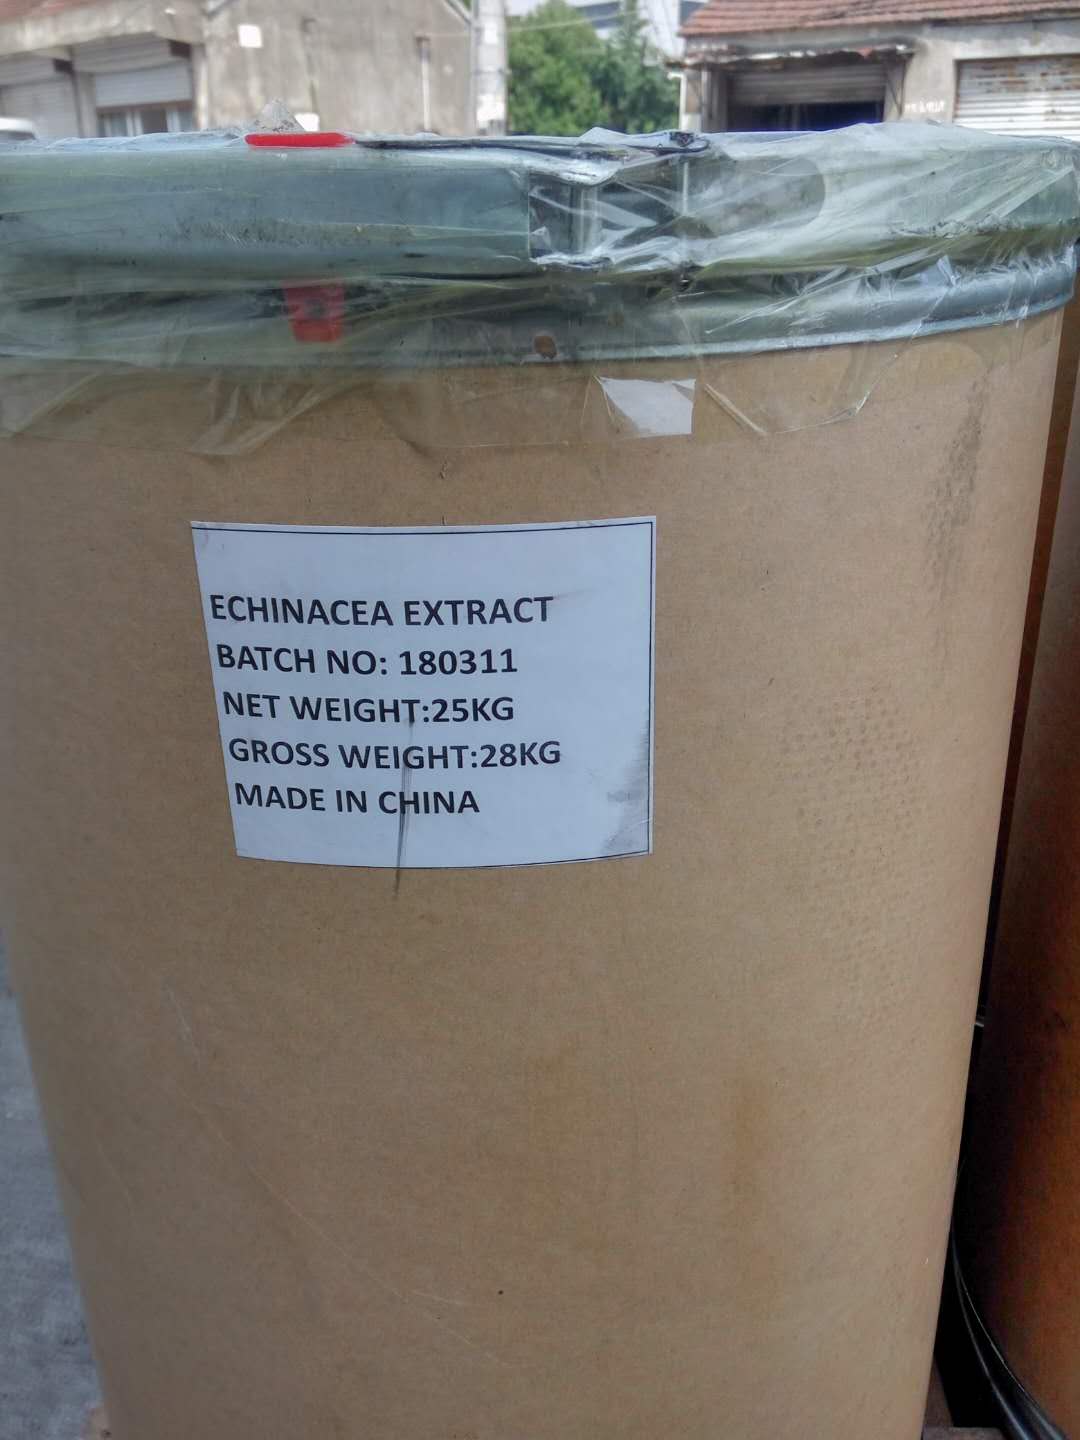 ECHINACEA EXTRACT
BATCH NO: 180311
NET WEIGHT:25KG
GROSS WEIGHT:28KG
MADE IN CHINA